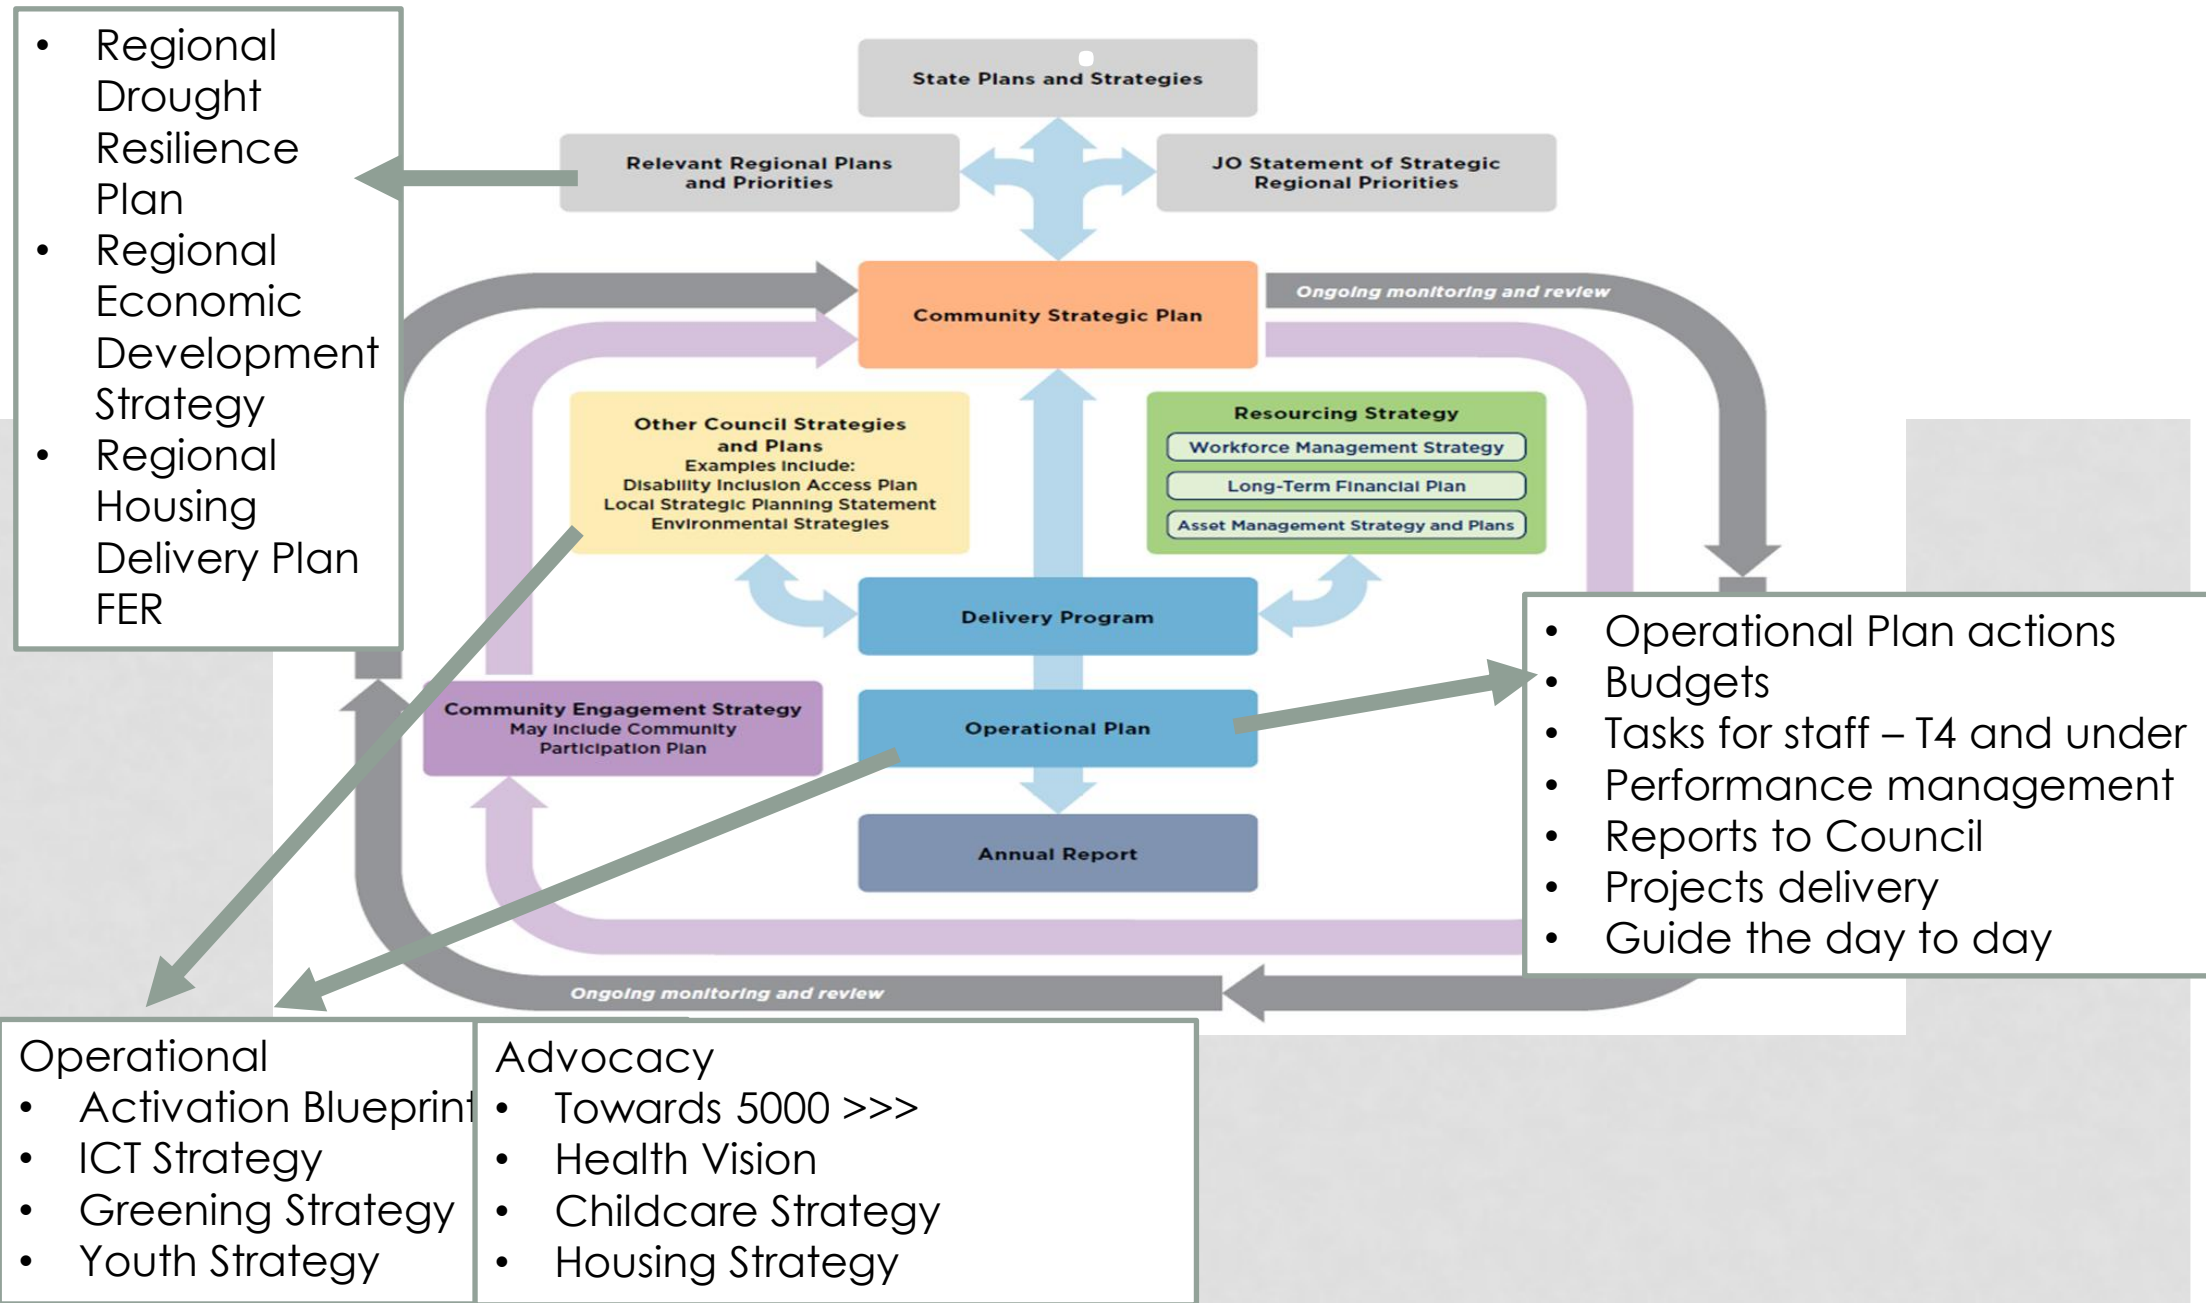 • Regional
Drought
Resilience
Plan
• Regional
Economic
Development
Strategy
• Regional
Housing
Delivery Plan
FER
State Plans and Strategies
Relevant Regional Plans
and Priorities
JO Statement of Strategic
Regional Priorities
Community Strategic Plan
Ongoing monitoring and review
Other Council Strategies
and Plans
Examples Include:
Disability Inclusion Access Plan
Local Strategic Planning Statement
Environmental Strategies
Resourcing Strategy
Workforce Management Strategy
Long-Term Financial Plan
Asset Management Strategy and Plans
Delivery Program
Community Engagement Strategy
May Include Community
Participation Plan
Operational Plan
Annual Report
Ongoing monitoring and review
• Operational Plan actions
• Budgets
• Tasks for staff – T4 and under
• Performance management
• Reports to Council
• Projects delivery
• Guide the day to day
Operational
• Activation Blueprint
• ICT Strategy
• Greening Strategy
• Youth Strategy
Advocacy
• Towards 5000 >>>
• Health Vision
• Childcare Strategy
• Housing Strategy